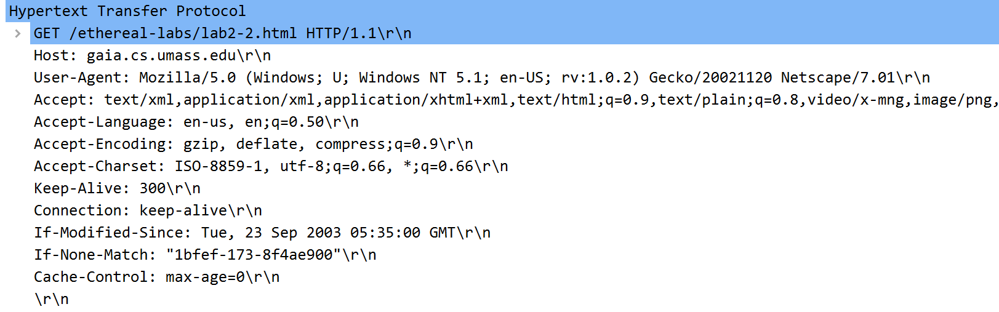 Hypertext Transfer Protocol
GET /ethereal-labs/lab2-2.html HTTP/1.1\r\n
Host: gaia.cs.umass.edu\r\n
User-Agent: Mozilla/5.0 (Windows; U; Windows NT 5.1; en-US; rv:1.0.2) Gecko/20021120 Netscape/7.01\r\n
Accept: text/xml,application/xml,application/xhtml+xml,text/html;q=0.9,text/plain;q=0.8,video/x-mng,image/png,
Accept-Language: en-us, en;q=0.50\r\n
Accept-Encoding: gzip, deflate, compress;q=0.9\r\n
Accept-Charset: ISO-8859-1, utf-8;q=0.66, *;q=0.66\r\n
Keep-Alive: 300\r\n
Connection: keep-alive\r\n
If-Modified-Since: Tue, 23 Sep 2003 05:35:00 GMT\r\n
If-None-Match: "1bfef-173-8f4ae900"\r\n
Cache-Control: max-age=0\r\n
\r\n